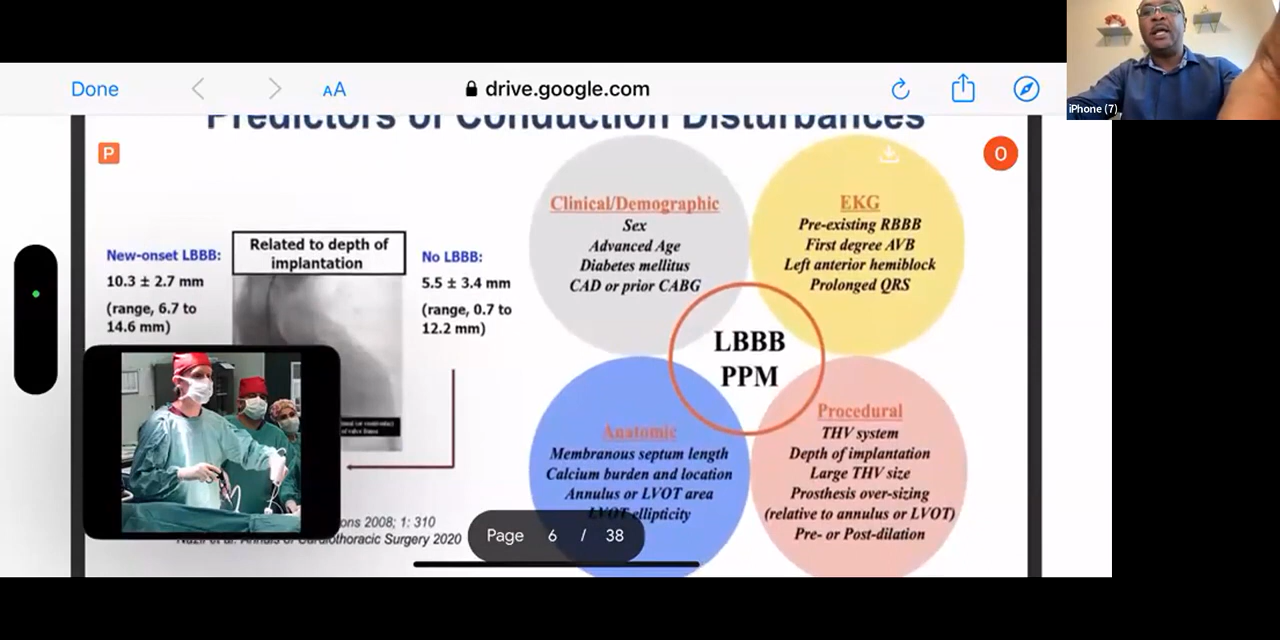 iPhone (7)
Done
AA
drive.google.com
Predictors of Conduction Disturbances
P
O
New-onset LBBB:
10.3 ± 2.7 mm
(range, 6.7 to
14.6 mm)
Related to depth of
implantation
No LBBB:
5.5 ± 3.4 mm
(range, 0.7 to
12.2 mm)
Clinical/Demographic
Sex
Advanced Age
Diabetes mellitus
CAD or prior CABG
EKG
Pre-existing RBBB
First degree AVB
Left anterior hemiblock
Prolonged QRS
LBBB
PPM
Anatomic
Membranous septum length
Calcium burden and location
Annulus or LVOT area
LVOT ellipticity
Procedural
THV system
Depth of implantation
Large THV size
Prosthesis over-sizing
(relative to annulus or LVOT)
Pre- or Post-dilation
ons 2008; 1: 310
Nazif et al. Annals of Cardiothoracic Surgery 2020
Page 6 / 38